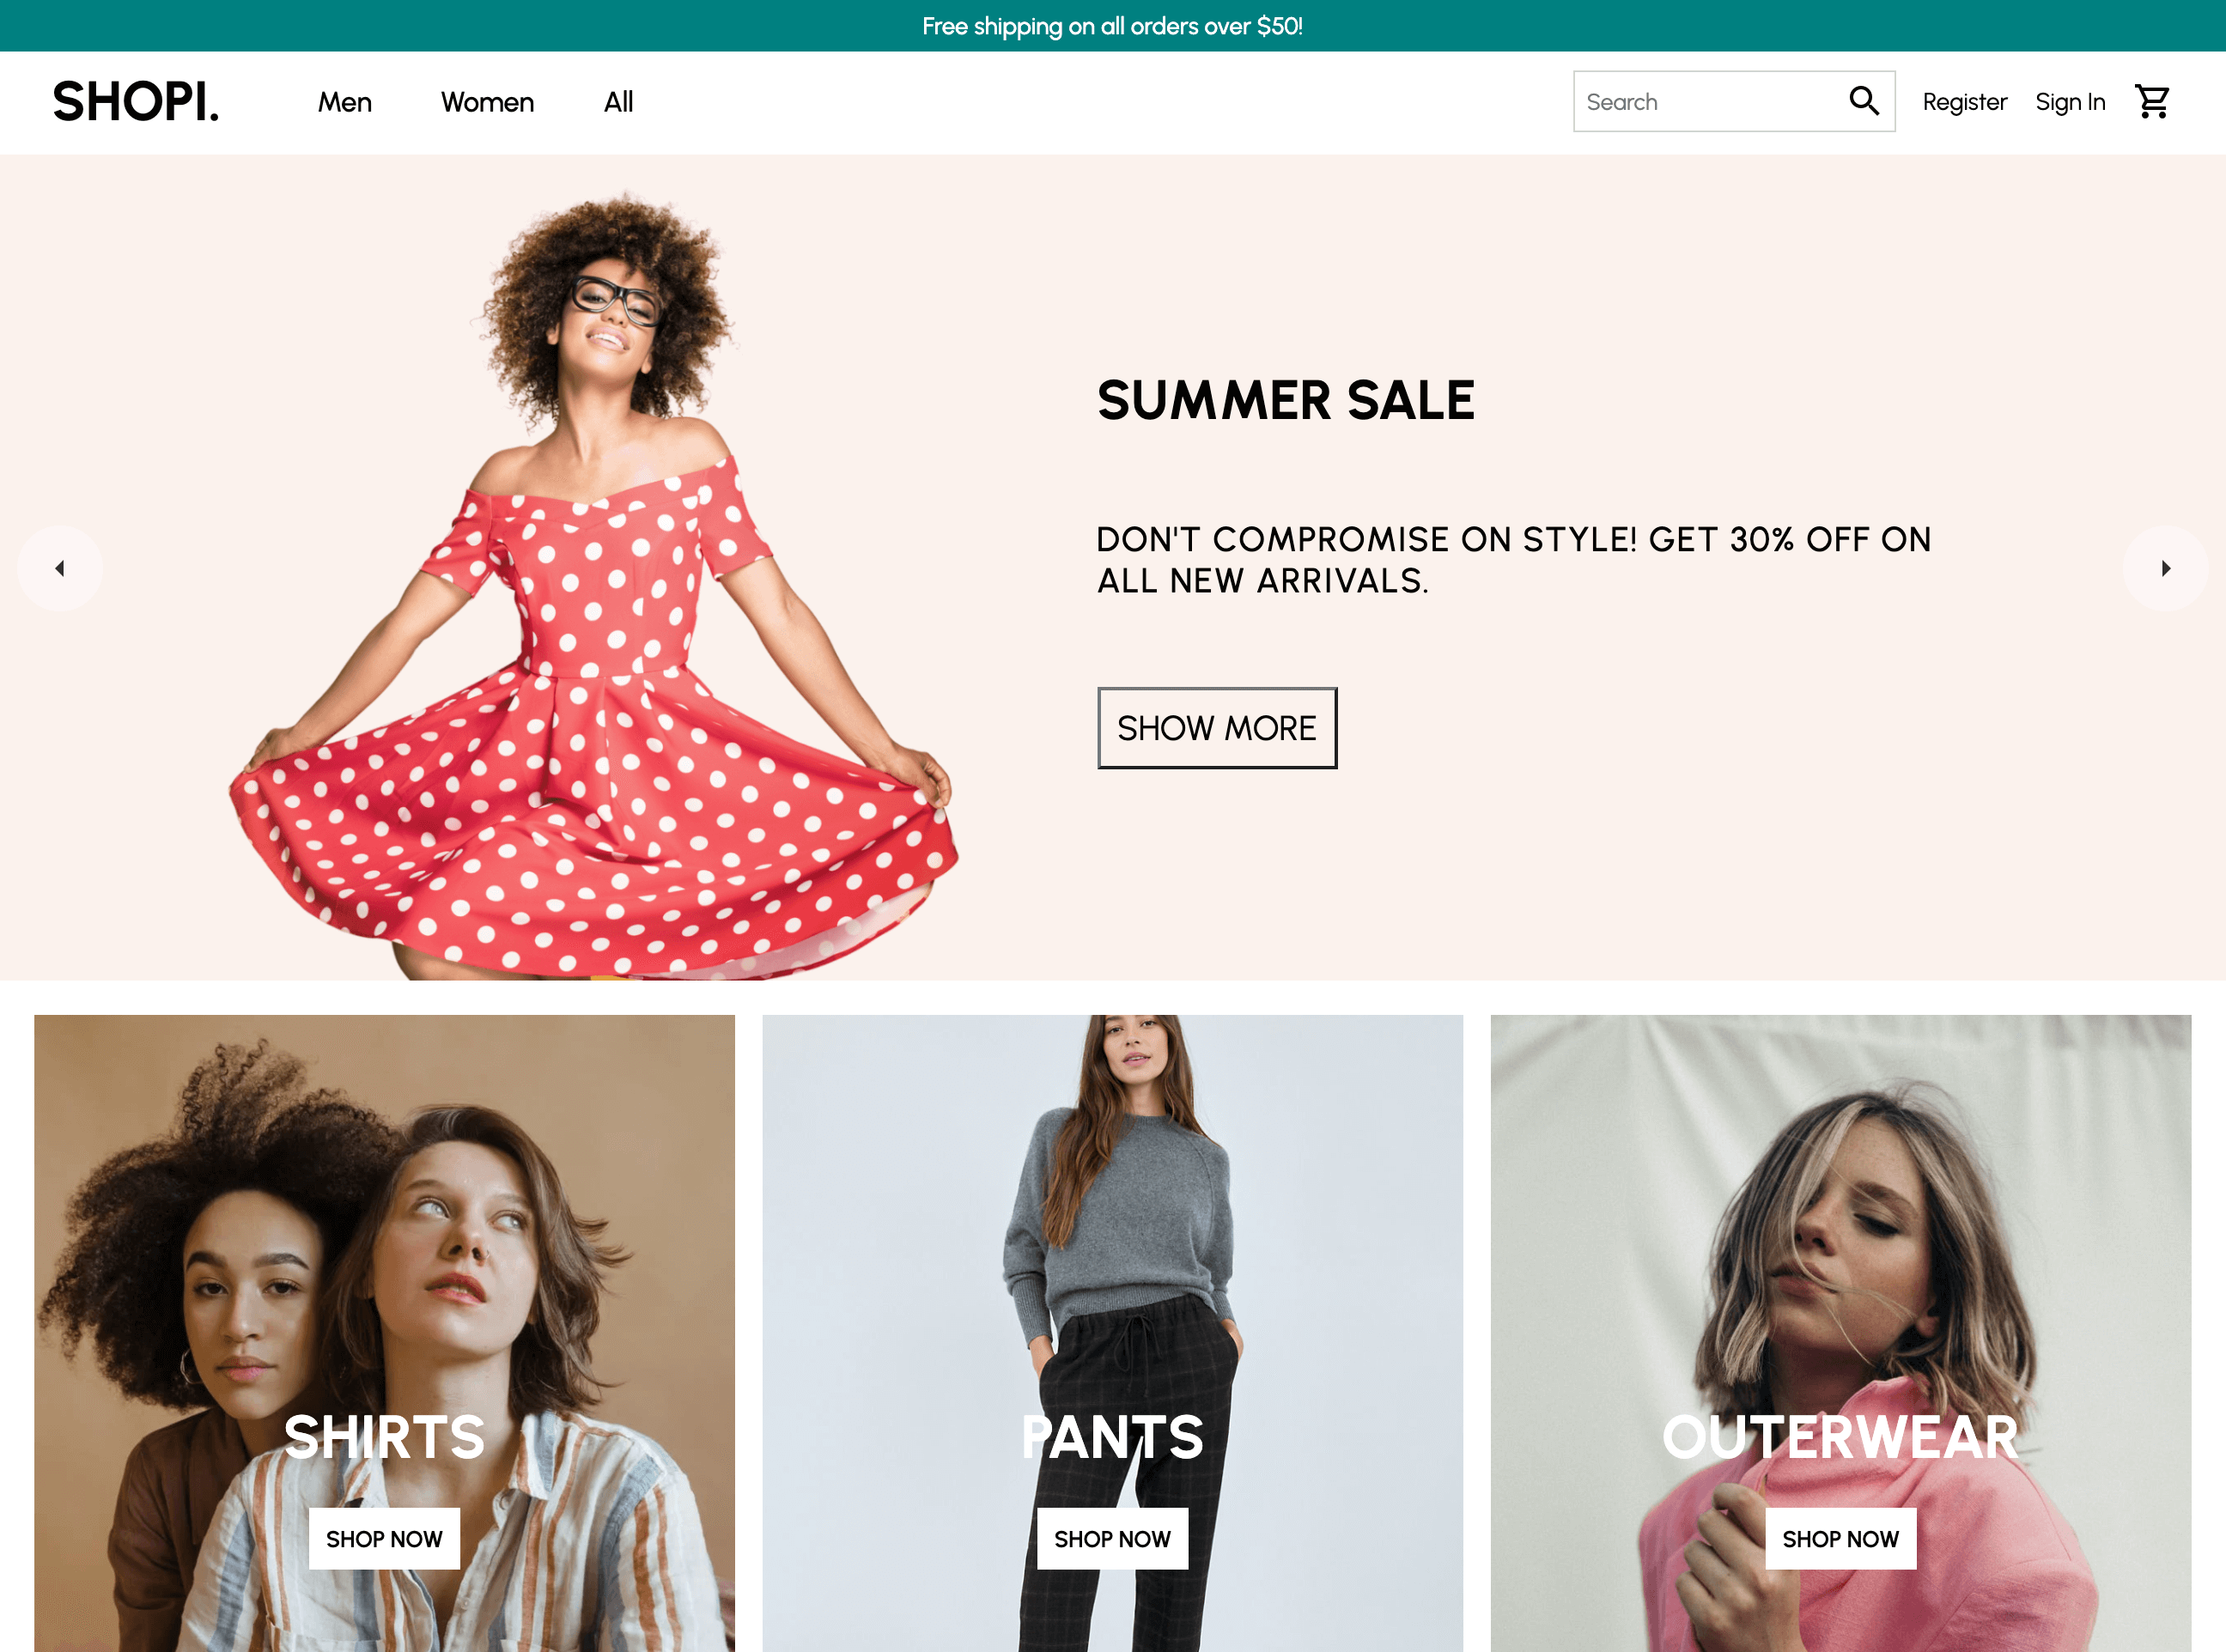 Free shipping on all orders over $50!
SHOPI.
Men
Women
All
Search
Register
Sign In
SUMMER SALE
DON'T COMPROMISE ON STYLE! GET 30% OFF ON
ALL NEW ARRIVALS.
SHOW MORE
SHIRTS
SHOP NOW
PANTS
SHOP NOW
OUTERWEAR
SHOP NOW